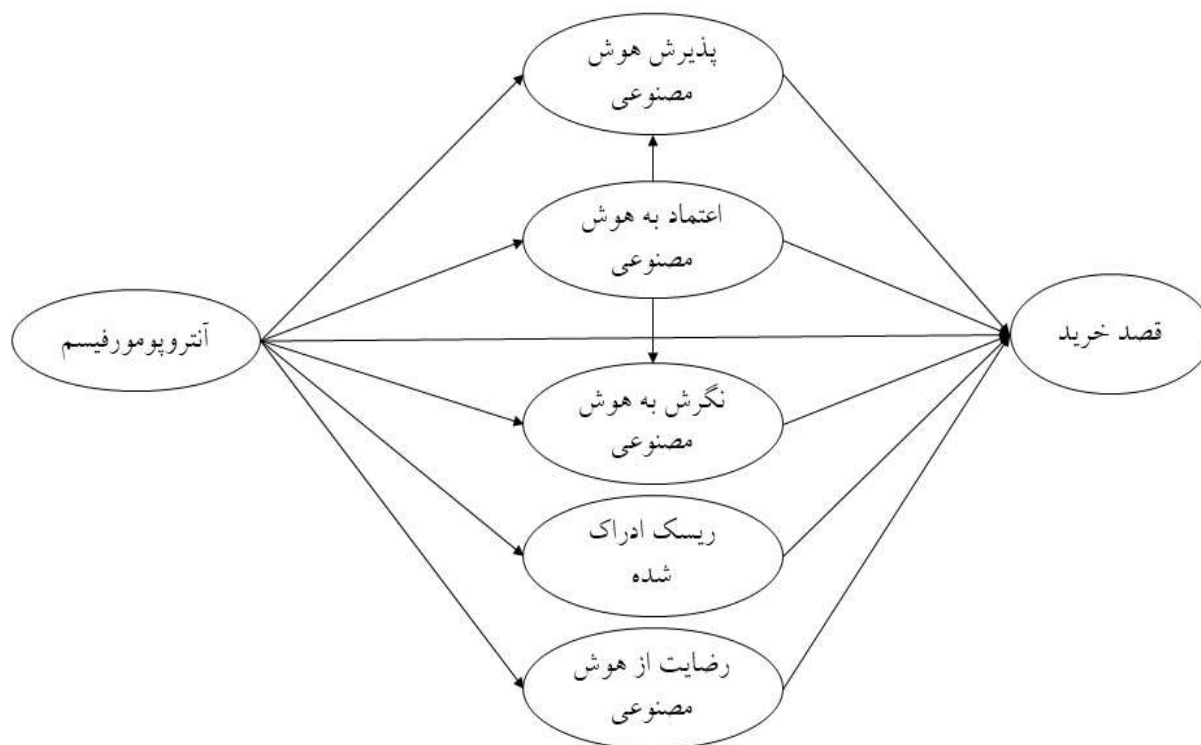 پذیرش هوش
مصنوعی
اعتماد به هوش
مصنوعی
آنتروپومورفیسم
قصد خرید
نگرش به هوش
مصنوعی
ریسک ادراک
شده
رضایت از هوش
مصنوعی